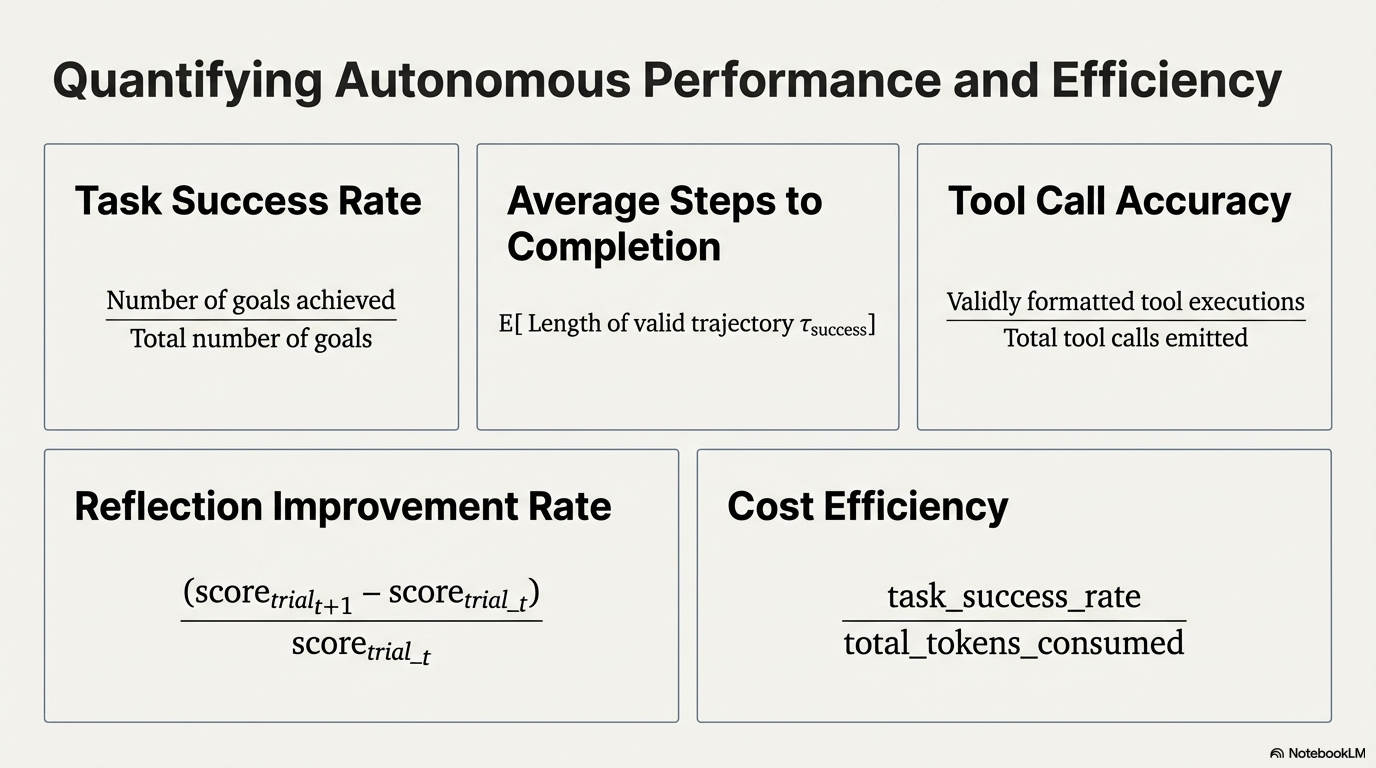 Quantifying Autonomous Performance and Efficiency
Task Success Rate
Number of goals achieved
Total number of goals
Average Steps to
Completion
E[ Length of valid trajectory τsuccess]
Tool Call Accuracy
Validly formatted tool executions
Total tool calls emitted
Reflection Improvement Rate
(scoretrialt+1 – scoretrial_t)
scoretrial_t
Cost Efficiency
task_success_rate
total_tokens_consumed
NotebookLM